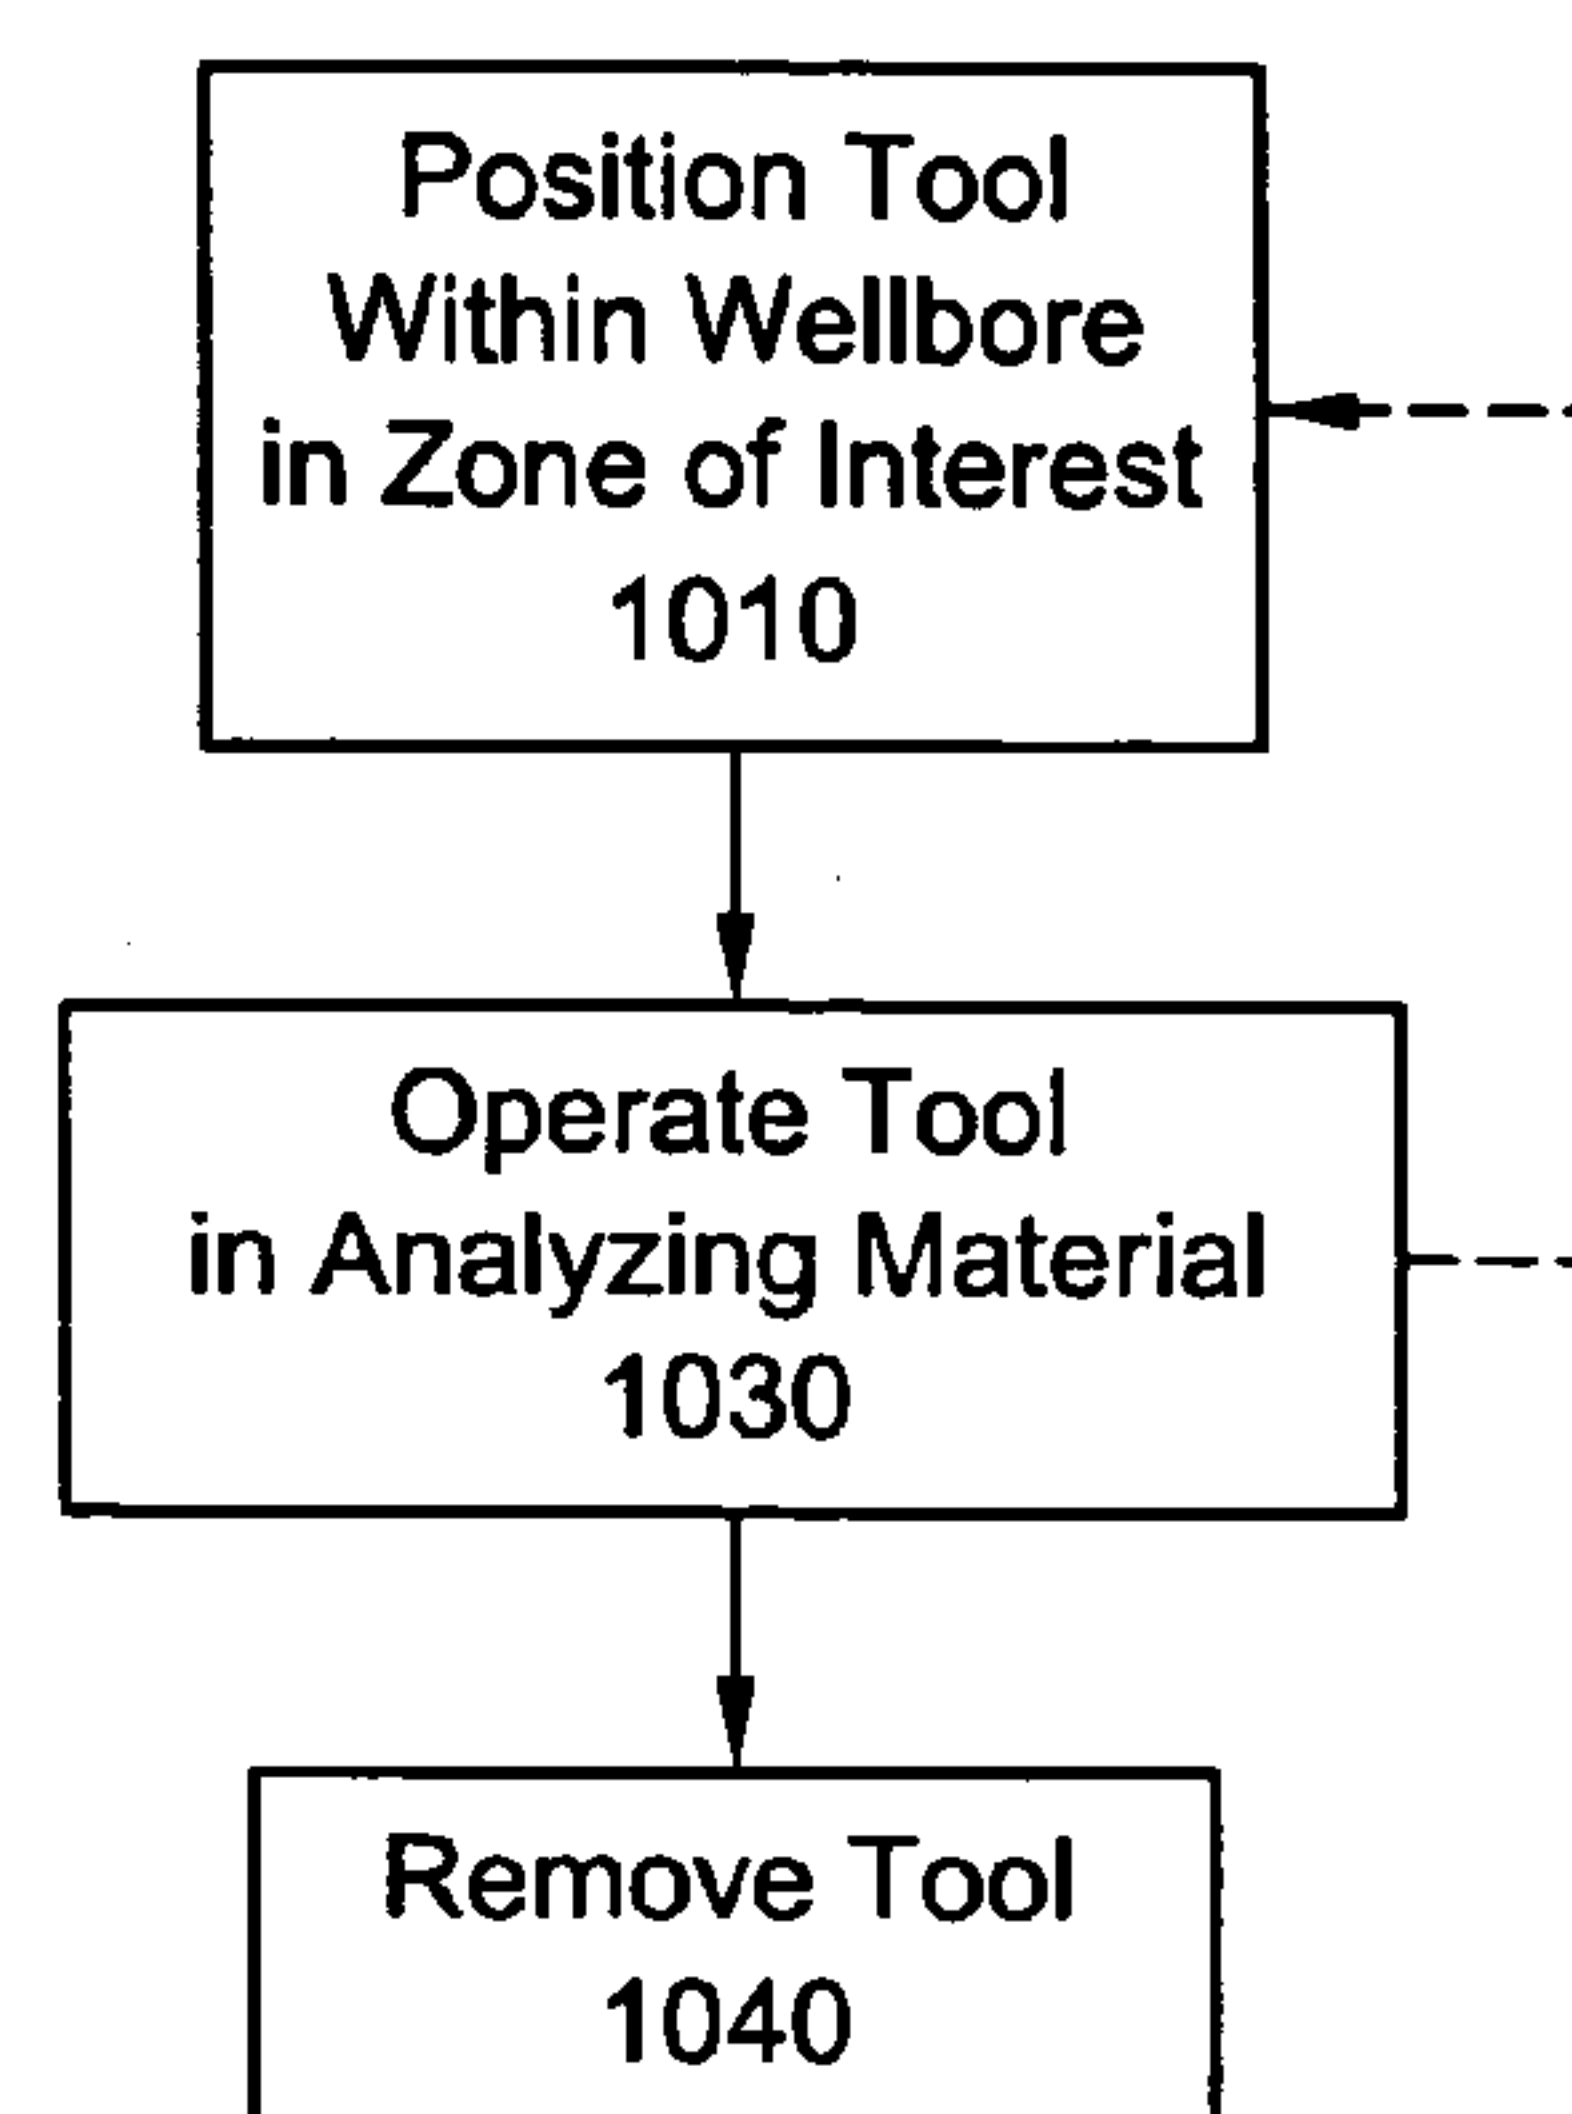 Position Tool
Within Wellbore
in Zone of Interest
1010
Operate Tool
in Analyzing Material
1030
Remove Tool
1040